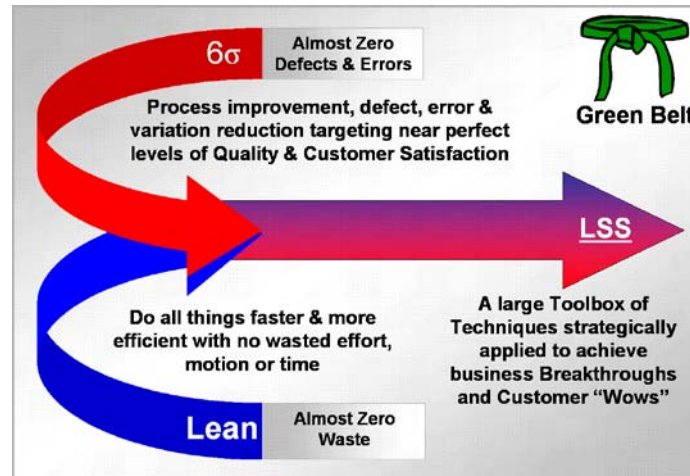 6σ
Almost Zero
Defects & Errors
Green Belt
Process improvement, defect, error &
variation reduction targeting near perfect
levels of Quality & Customer Satisfaction
LSS
Do all things faster & more
efficient with no wasted effort,
motion or time
A large Toolbox of
Techniques strategically
applied to achieve
business Breakthroughs
and Customer “Wows”
Lean
Almost Zero
Waste